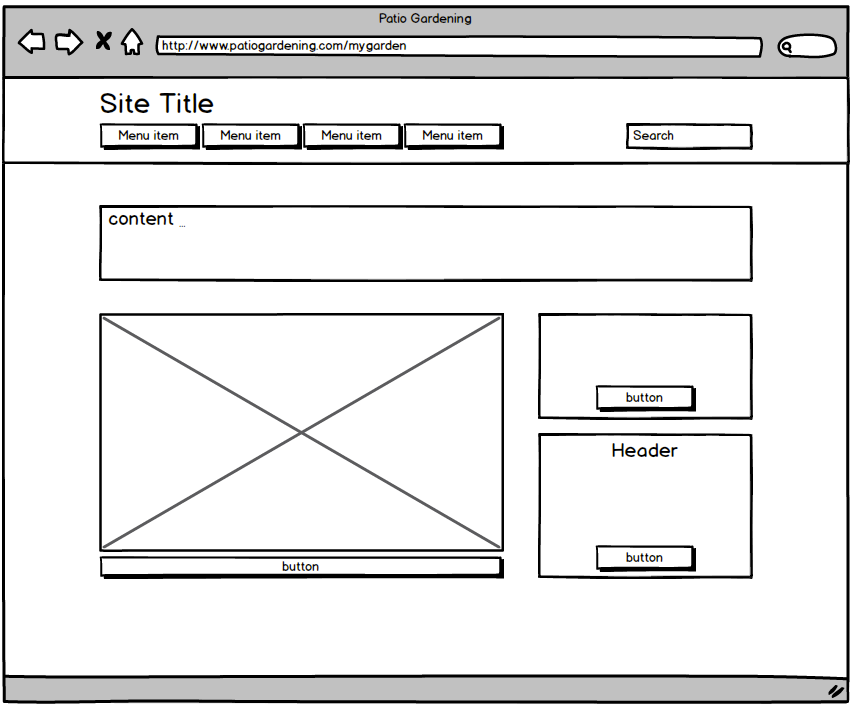 Patio Gardening
http://www.patiogardening.com/mygarden
Site Title
Menu item Menu item Menu item Menu item Search
content ...
button
Header
button
button